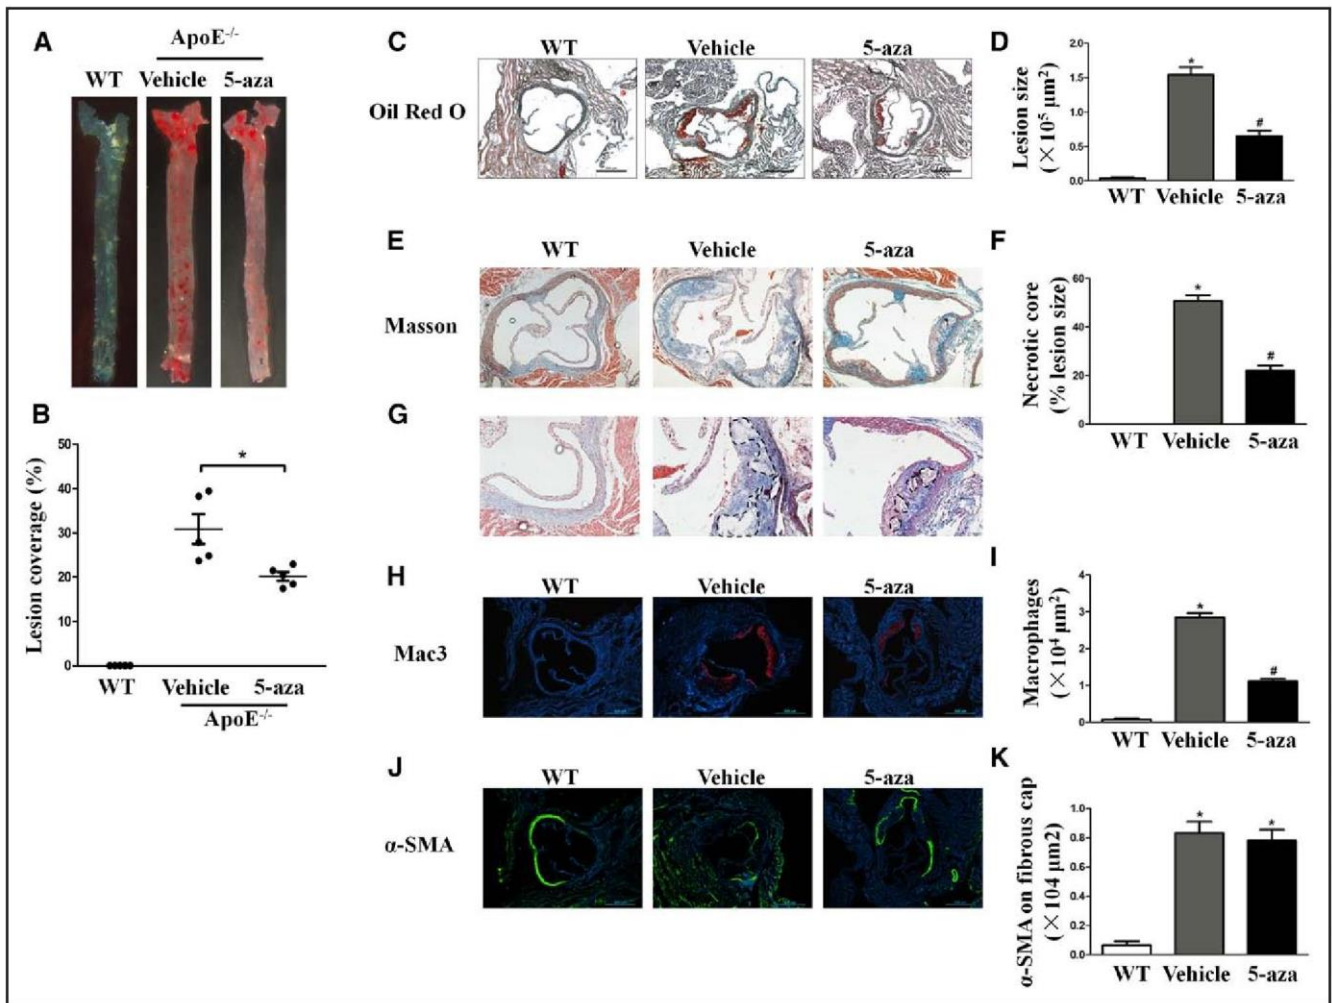 A
ApoE-/-
WT Vehicle 5-aza
B
Lesion coverage (%)
50
40
30
20
10
0
*
WT Vehicle 5-aza
ApoE-/-
C
WT Vehicle 5-aza
Oil Red O
D
Lesion size
(×10⁵ μm²)
2.0
1.5
1.0
0.5
0.0
*
#
WT Vehicle 5-aza
E
WT Vehicle 5-aza
Masson
F
Necrotic core
(% lesion size)
60
40
20
0
*
#
WT Vehicle 5-aza
G
H
WT Vehicle 5-aza
Mac3
I
Macrophages
(×10⁴ μm²)
4
3
2
1
0
*
#
WT Vehicle 5-aza
J
WT Vehicle 5-aza
α-SMA
K
α-SMA on fibrous cap
(×104 μm2)
1.0
0.8
0.6
0.4
0.2
0.0
*
*
WT Vehicle 5-aza